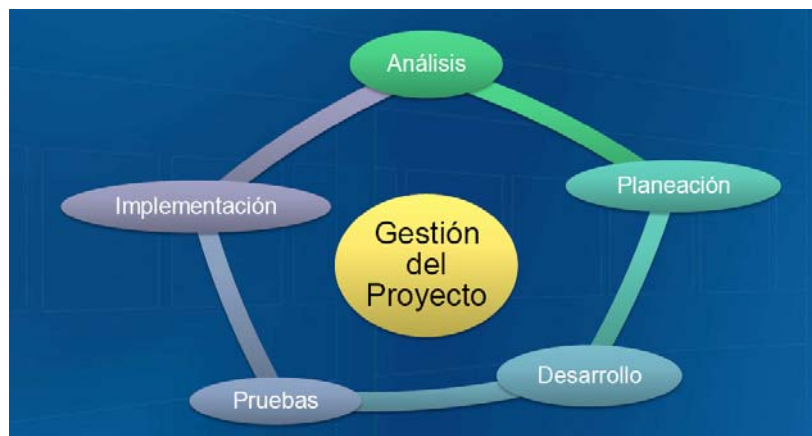 Análisis
Planeación
Implementación
Gestión
del
Proyecto
Desarrollo
Pruebas